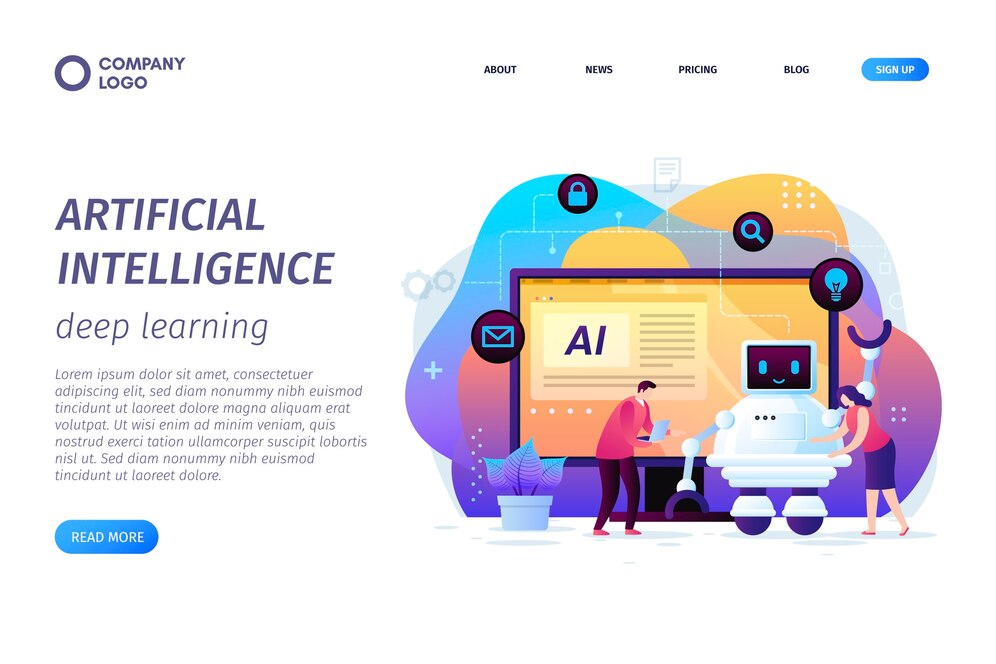 COMPANY
LOGO
ABOUT
NEWS
PRICING
BLOG
SIGN UP
ARTIFICIAL
INTELLIGENCE
deep learning
Lorem ipsum dolor sit amet, consectetuer
adipiscing elit, sed diam nonummy nibh euismod
tincidunt ut laoreet dolore magna aliquam erat
volutpat. Ut wisi enim ad minim veniam, quis
nostrud exerci tation ullamcorper suscipit lobortis
nisl ut. Sed diam nonummy nibh euismod
tincidunt ut laoreet dolore.
READ MORE
AI